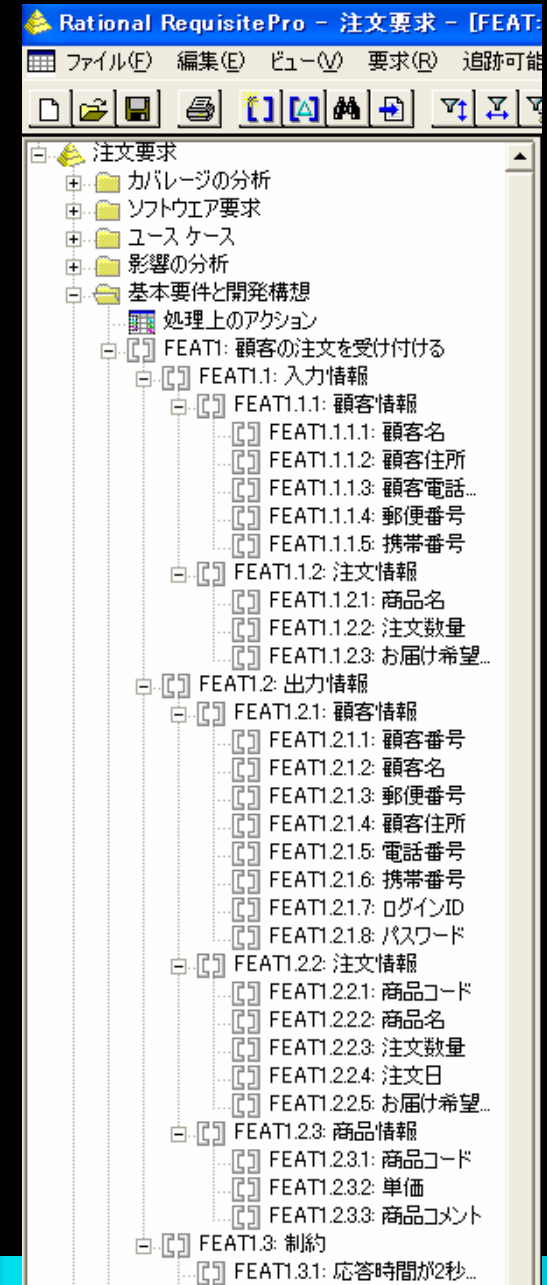 Rational RequisitePro - 注文要求 - [FEAT:
ファイル(F) 編集(E) ビュー(V) 要求(R) 追跡可能
注文要求
カバレージの分析
ソフトウェア要求
ユース ケース
影響の分析
基本要件と開発構想
処理上のアクション
FEAT1: 顧客の注文を受け付ける
FEAT1.1: 入力情報
FEAT1.1.1: 顧客情報
FEAT1.1.1.1: 顧客名
FEAT1.1.1.2: 顧客住所
FEAT1.1.1.3: 顧客電話...
FEAT1.1.1.4: 郵便番号
FEAT1.1.1.5: 携帯番号
FEAT1.1.2: 注文情報
FEAT1.1.2.1: 商品名
FEAT1.1.2.2: 注文数量
FEAT1.1.2.3: お届け希望...
FEAT1.2: 出力情報
FEAT1.2.1: 顧客情報
FEAT1.2.1.1: 顧客番号
FEAT1.2.1.2: 顧客名
FEAT1.2.1.3: 郵便番号
FEAT1.2.1.4: 顧客住所
FEAT1.2.1.5: 電話番号
FEAT1.2.1.6: 携帯番号
FEAT1.2.1.7: ログインID
FEAT1.2.1.8: パスワード
FEAT1.2.2: 注文情報
FEAT1.2.2.1: 商品コード
FEAT1.2.2.2: 商品名
FEAT1.2.2.3: 注文数量
FEAT1.2.2.4: 注文日
FEAT1.2.2.5: お届け希望...
FEAT1.2.3: 商品情報
FEAT1.2.3.1: 商品コード
FEAT1.2.3.2: 単価
FEAT1.2.3.3: 商品コメント
FEAT1.3: 制約
FEAT1.3.1: 応答時間が2秒...